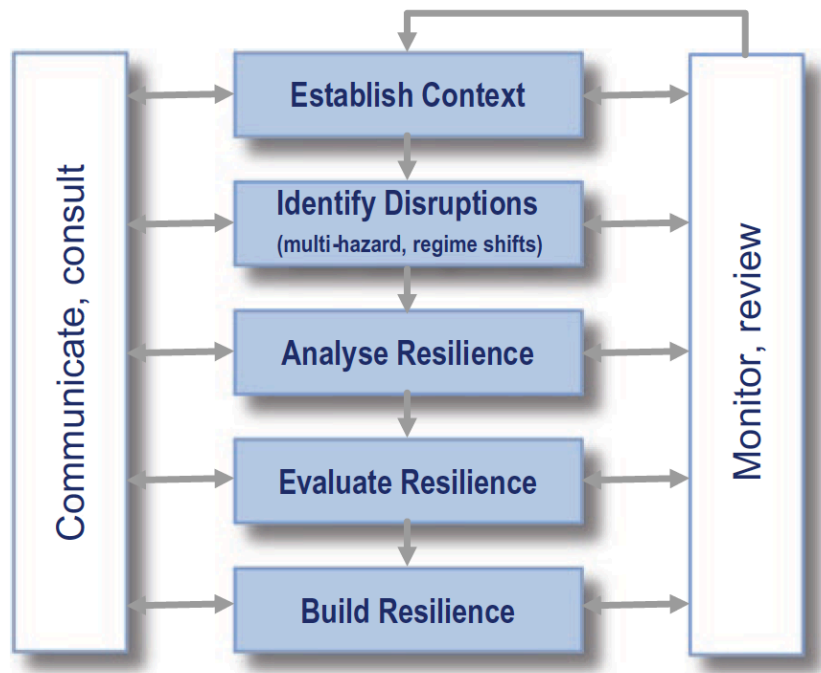 Establish Context
Identify Disruptions
(multi-hazard, regime shifts)
Analyse Resilience
Evaluate Resilience
Build Resilience
Communicate, consult
Monitor, review